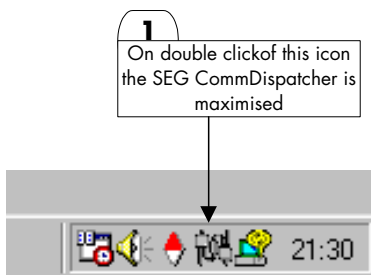 1
On double clickof this icon
the SEG CommDispatcher is
maximised
21:30